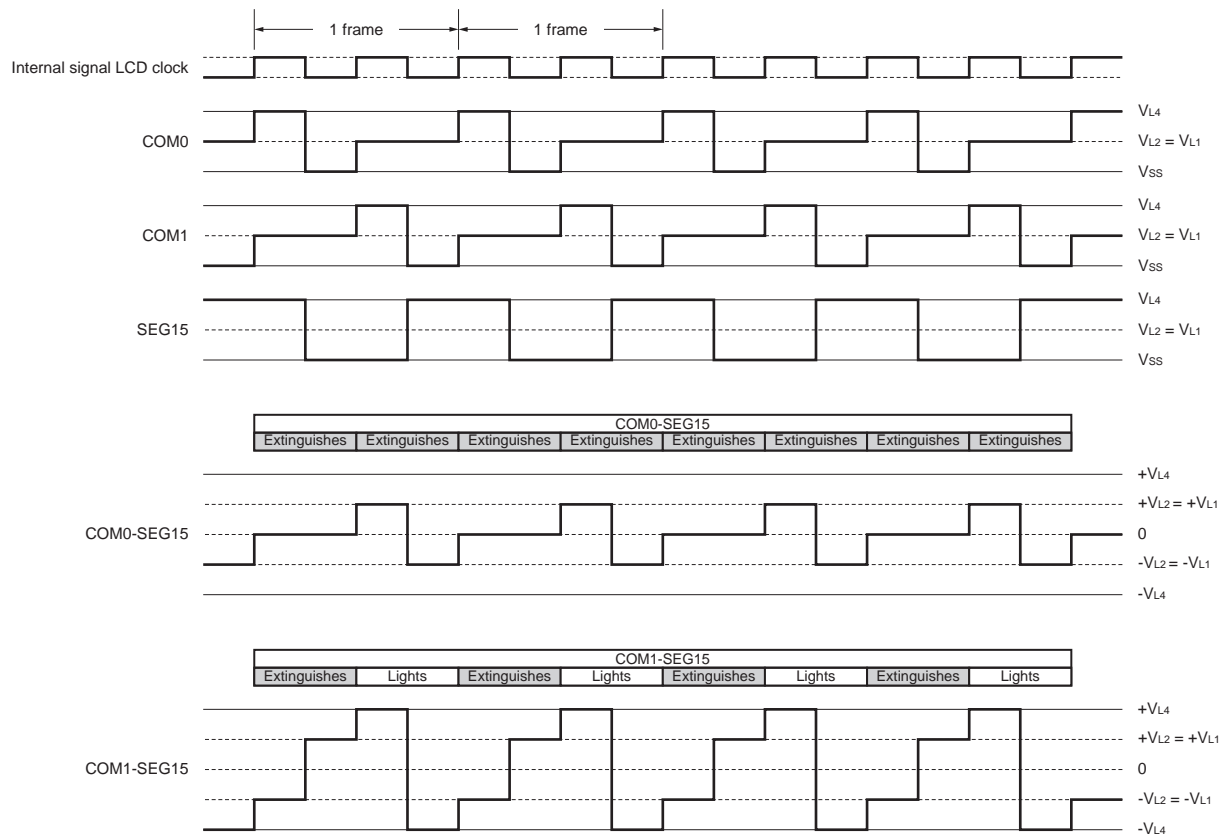 1 frame 1 frame
Internal signal LCD clock
VL4
COM0 VL2 = VL1
VSS
VL4
COM1 VL2 = VL1
VSS
VL4
SEG15 VL2 = VL1
VSS
COM0-SEG15
Extinguishes Extinguishes Extinguishes Extinguishes Extinguishes Extinguishes Extinguishes Extinguishes
+VL4
+VL2 = +VL1
COM0-SEG15 0
-VL2 = -VL1
-VL4
COM1-SEG15
Extinguishes Lights Extinguishes Lights Extinguishes Lights Extinguishes Lights
+VL4
+VL2 = +VL1
COM1-SEG15 0
-VL2 = -VL1
-VL4